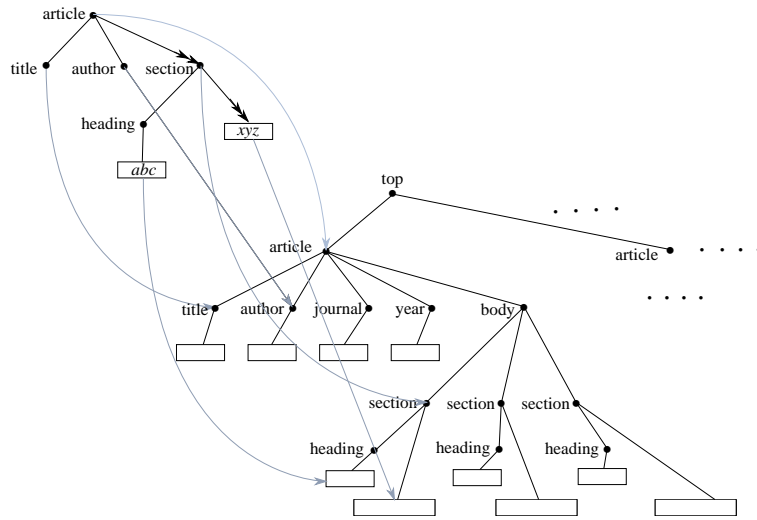 article
title author section
heading
xyz
abc
top
. . . .
article
article . . . .
. . . .
title author journal year body
section section section
heading heading heading